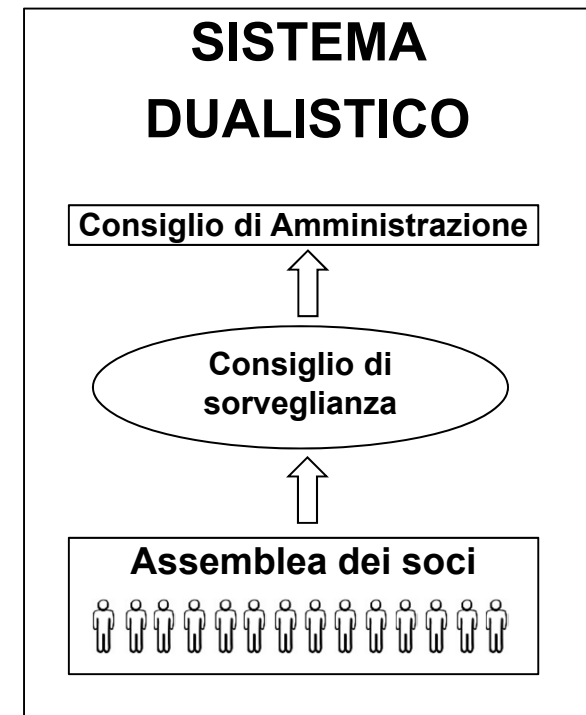 SISTEMA
DUALISTICO
Consiglio di Amministrazione
Consiglio di
sorveglianza
Assemblea dei soci